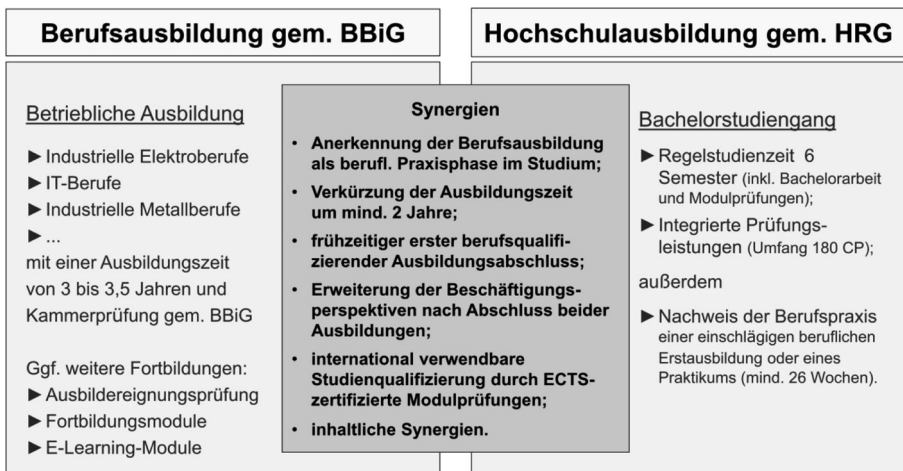 Berufsausbildung gem. BBiG
Betriebliche Ausbildung
► Industrielle Elektroberufe
► IT-Berufe
► Industrielle Metallberufe
► ...
mit einer Ausbildungszeit
von 3 bis 3,5 Jahren und
Kammerprüfung gem. BBiG
Ggf. weitere Fortbildungen:
► Ausbildereignungsprüfung
► Fortbildungsmodule
► E-Learning-Module
Synergien
• Anerkennung der Berufsausbildung
als berufl. Praxisphase im Studium;
• Verkürzung der Ausbildungszeit
um mind. 2 Jahre;
• frühzeitiger erster berufsqualifi-
zierender Ausbildungsabschluss;
• Erweiterung der Beschäftigungs-
perspektiven nach Abschluss beider
Ausbildungen;
• international verwendbare
Studienqualifizierung durch ECTS-
zertifizierte Modulprüfungen;
• inhaltliche Synergien.
Hochschulausbildung gem. HRG
Bachelorstudiengang
► Regelstudienzeit 6
Semester (inkl. Bachelorarbeit
und Modulprüfungen);
► Integrierte Prüfungs-
leistungen (Umfang 180 CP);
außerdem
► Nachweis der Berufspraxis
einer einschlägigen beruflichen
Erstausbildung oder eines
Praktikums (mind. 26 Wochen).